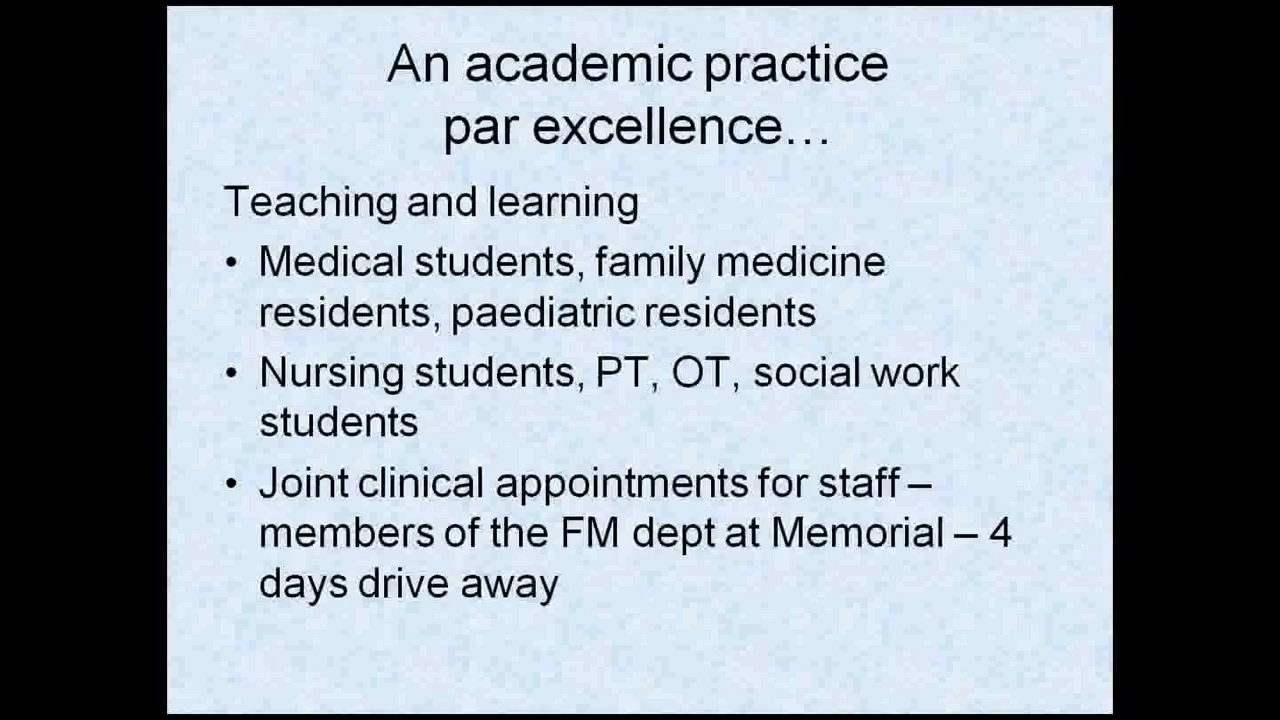 An academic practice
par excellence…
Teaching and learning
• Medical students, family medicine
residents, paediatric residents
• Nursing students, PT, OT, social work
students
• Joint clinical appointments for staff –
members of the FM dept at Memorial – 4
days drive away